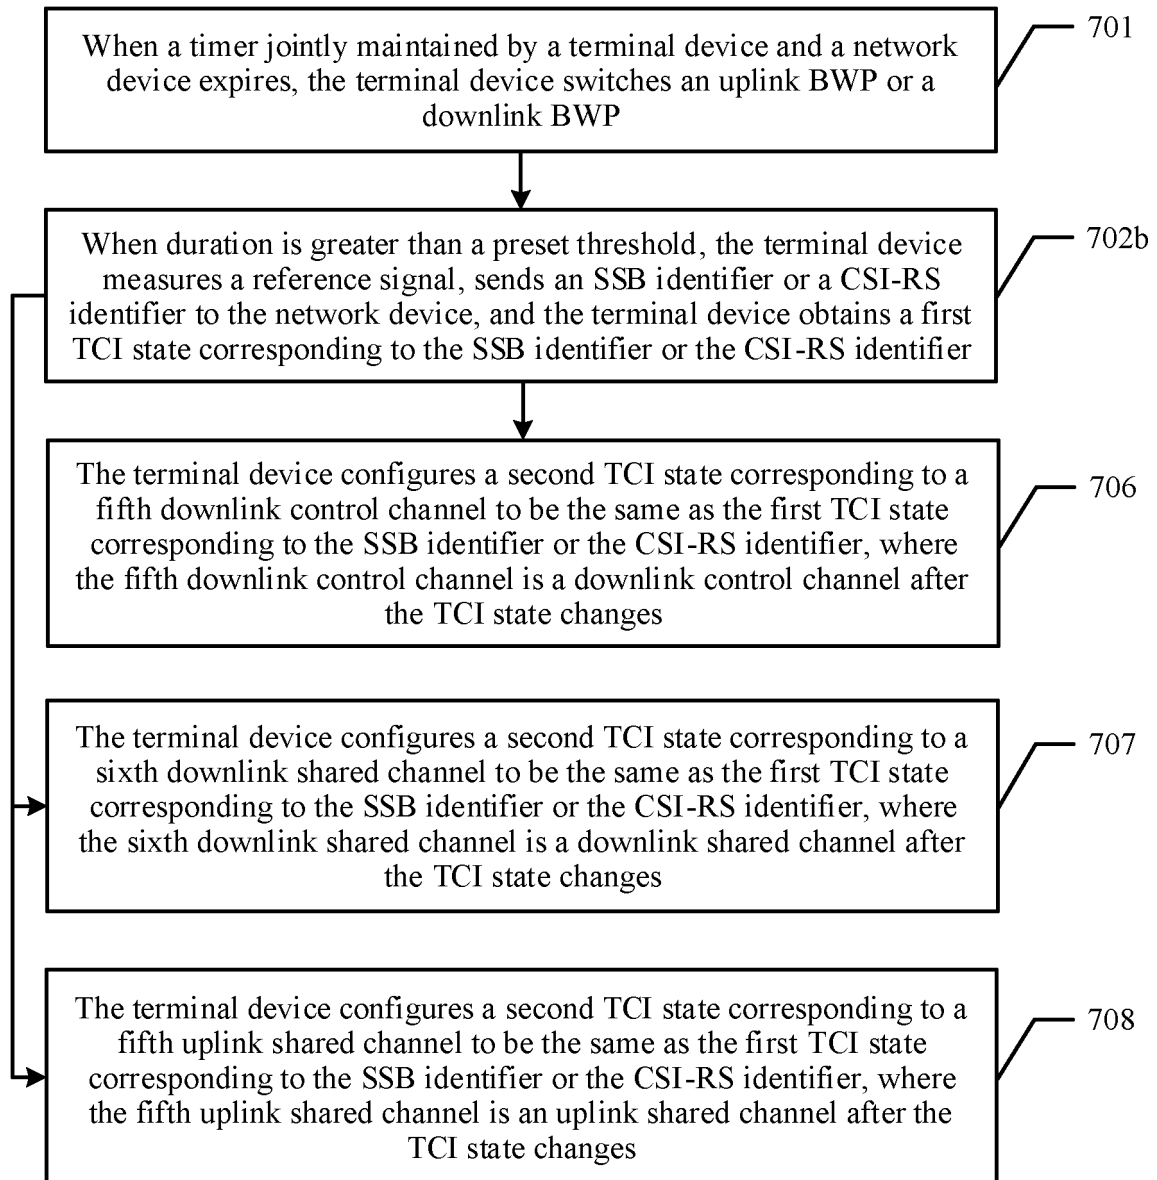 When a timer jointly maintained by a terminal device and a network
device expires, the terminal device switches an uplink BWP or a
downlink BWP
701
When duration is greater than a preset threshold, the terminal device
measures a reference signal, sends an SSB identifier or a CSI-RS
identifier to the network device, and the terminal device obtains a first
TCI state corresponding to the SSB identifier or the CSI-RS identifier
702b
The terminal device configures a second TCI state corresponding to a
fifth downlink control channel to be the same as the first TCI state
corresponding to the SSB identifier or the CSI-RS identifier, where
the fifth downlink control channel is a downlink control channel after
the TCI state changes
706
The terminal device configures a second TCI state corresponding to a
sixth downlink shared channel to be the same as the first TCI state
corresponding to the SSB identifier or the CSI-RS identifier, where
the sixth downlink shared channel is a downlink shared channel after
the TCI state changes
707
The terminal device configures a second TCI state corresponding to a
fifth uplink shared channel to be the same as the first TCI state
corresponding to the SSB identifier or the CSI-RS identifier, where
the fifth uplink shared channel is an uplink shared channel after the
TCI state changes
708